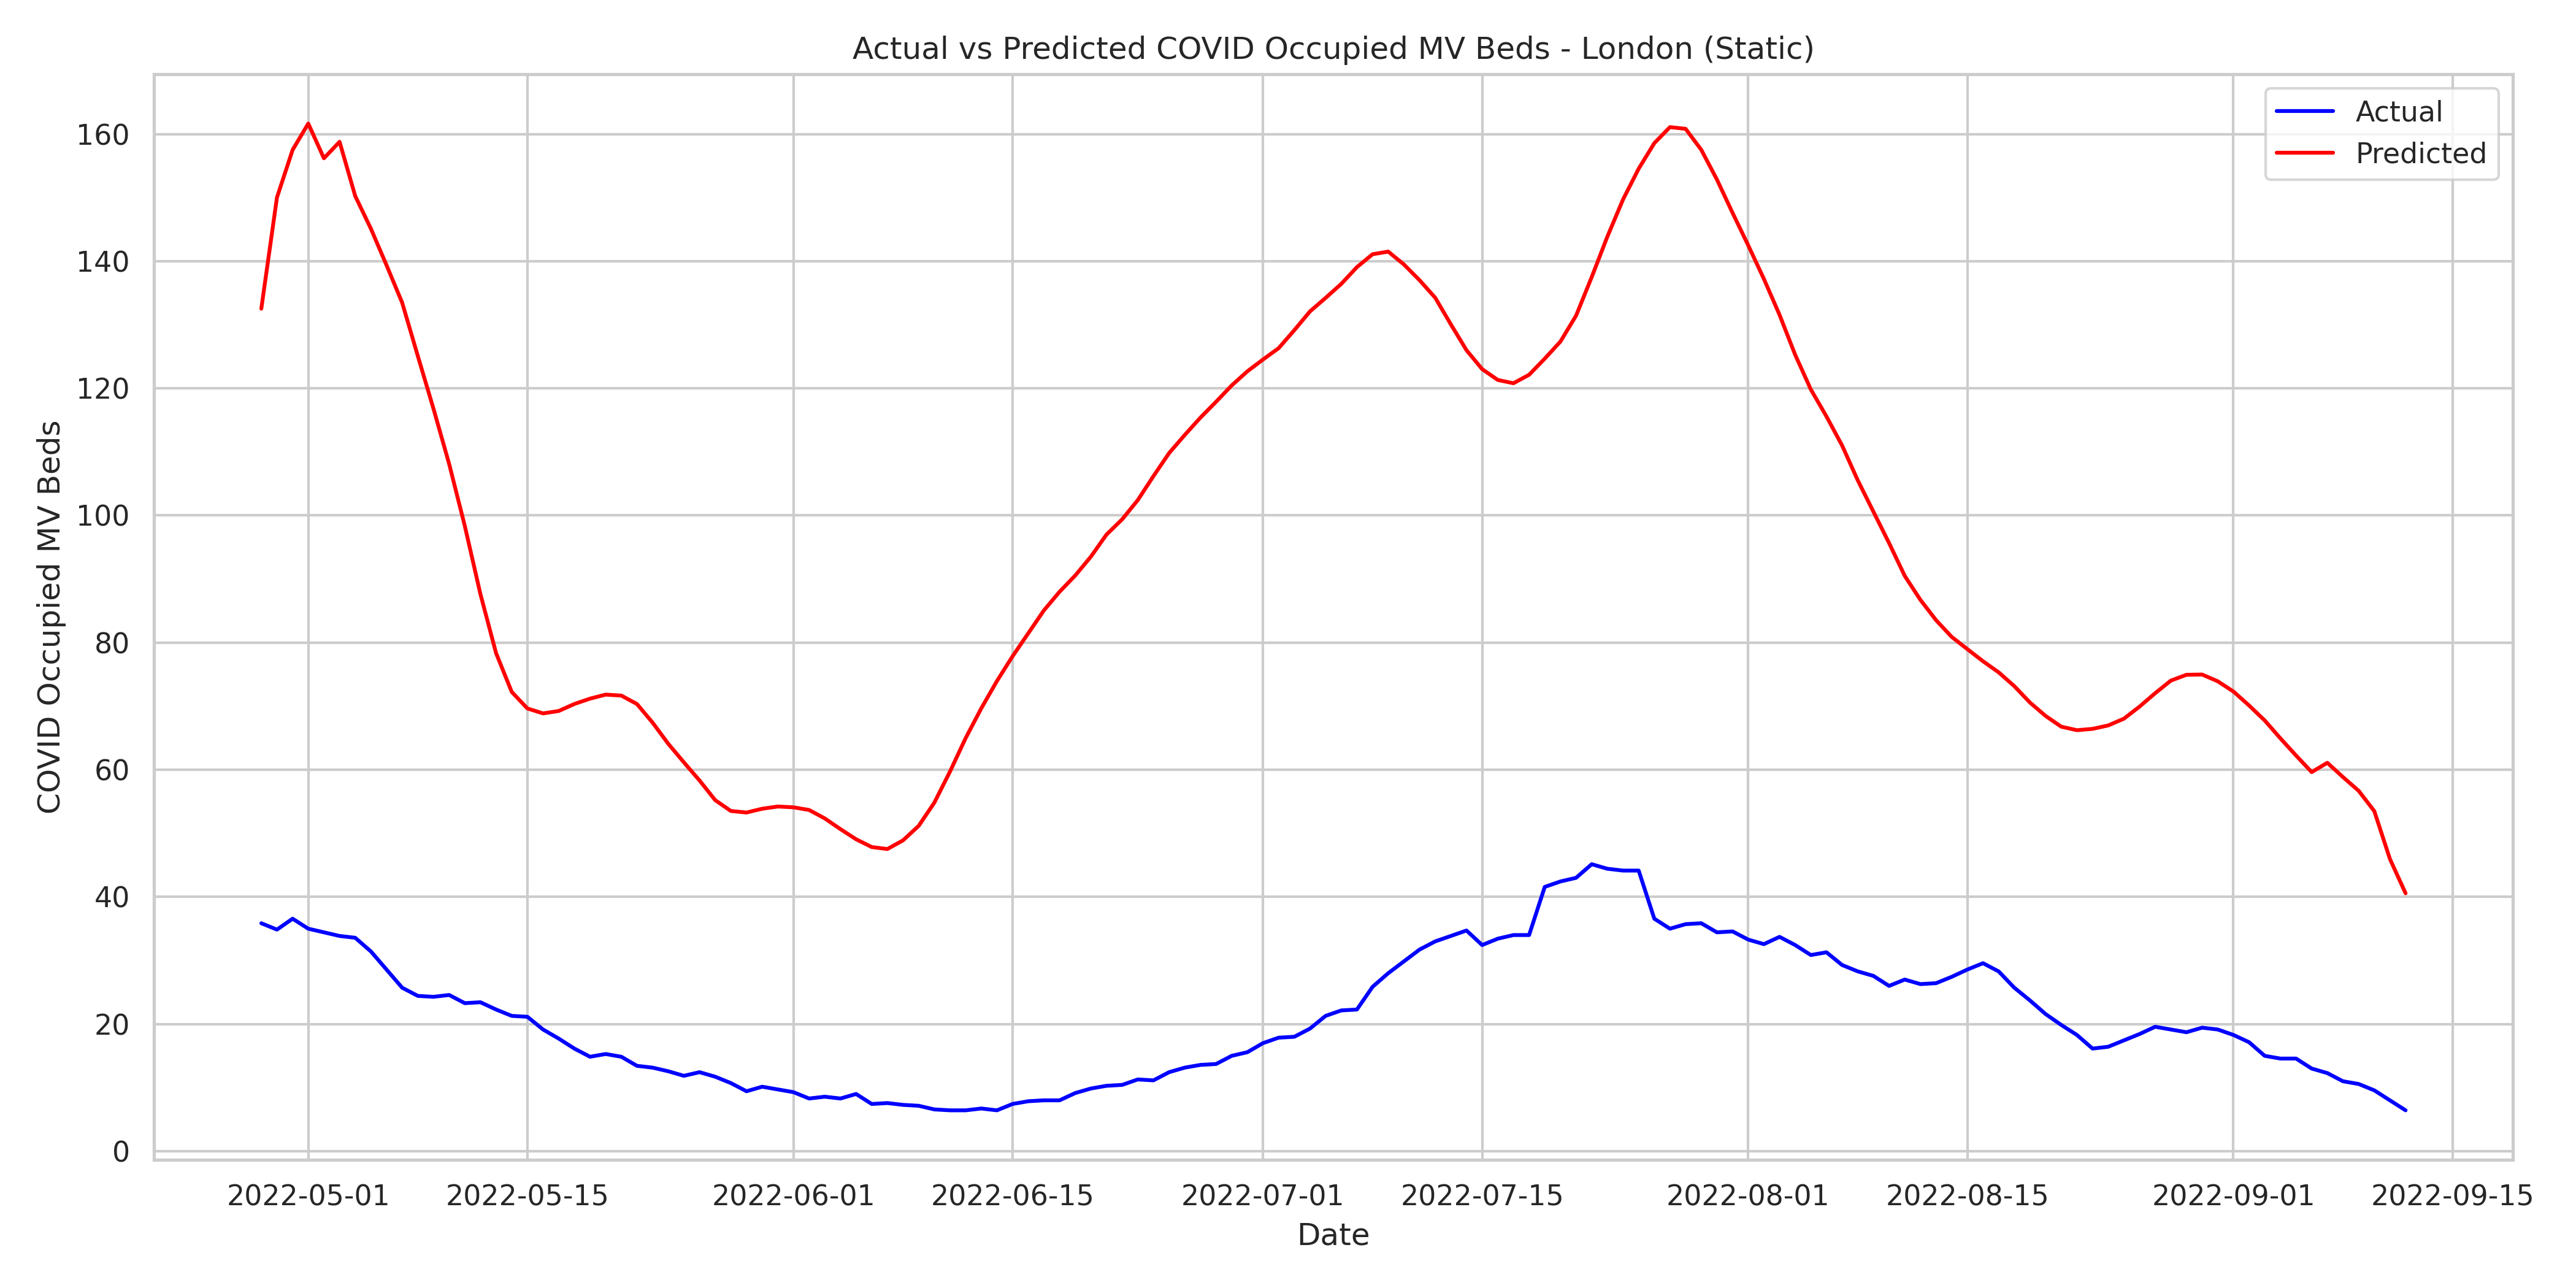 Actual vs Predicted COVID Occupied MV Beds - London (Static)
Actual
Predicted
COVID Occupied MV Beds
160
140
120
100
80
60
40
20
0
2022-05-01 2022-05-15 2022-06-01 2022-06-15 2022-07-01 2022-07-15 2022-08-01 2022-08-15 2022-09-01 2022-09-15
Date